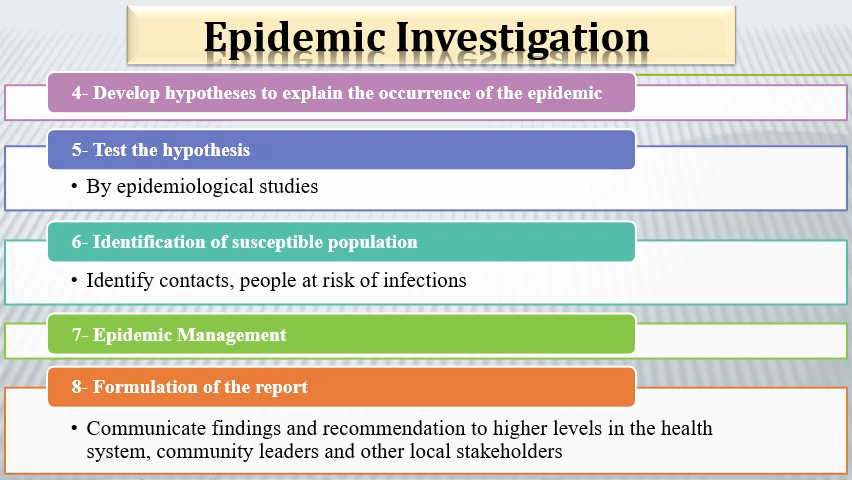 Epidemic Investigation
4- Develop hypotheses to explain the occurrence of the epidemic
5- Test the hypothesis
• By epidemiological studies
6- Identification of susceptible population
• Identify contacts, people at risk of infections
7- Epidemic Management
8- Formulation of the report
• Communicate findings and recommendation to higher levels in the health
system, community leaders and other local stakeholders